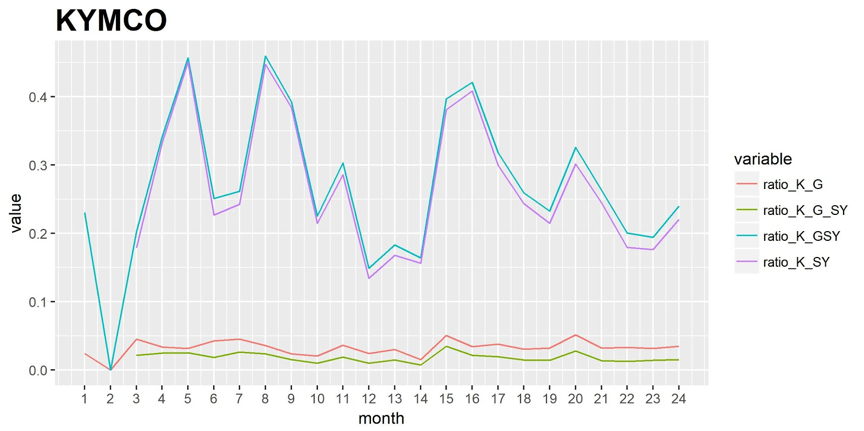 KYMCO
value
0.4
0.3
0.2
0.1
0.0
1 2 3 4 5 6 7 8 9 10 11 12 13 14 15 16 17 18 19 20 21 22 23 24
month
variable
ratio_K_G
ratio_K_G_SY
ratio_K_GSY
ratio_K_SY